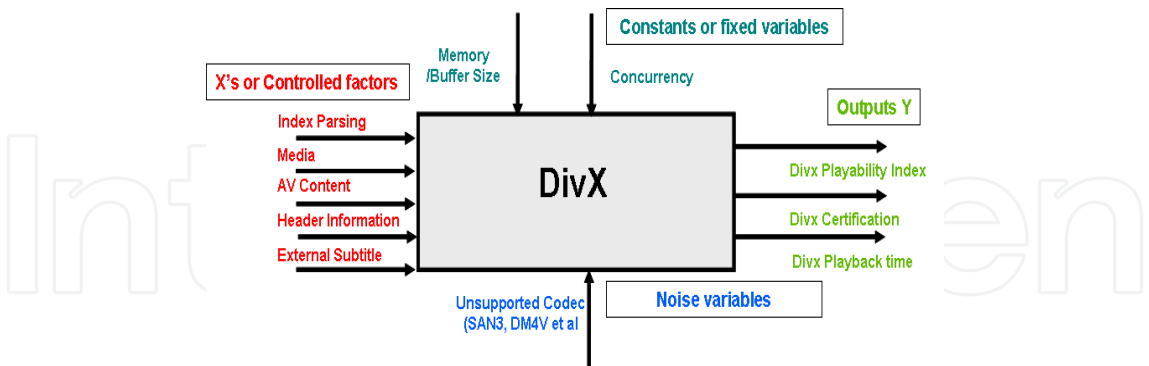 Constants or fixed variables
Memory
/Buffer Size
Concurrency
X's or Controlled factors
Index Parsing
Media
AV Content
Header Information
External Subtitle
DivX
Outputs Y
Divx Playability Index
Divx Certification
Divx Playback time
Unsupported Codec
(SAN3, DM4V et al
Noise variables
Int
en